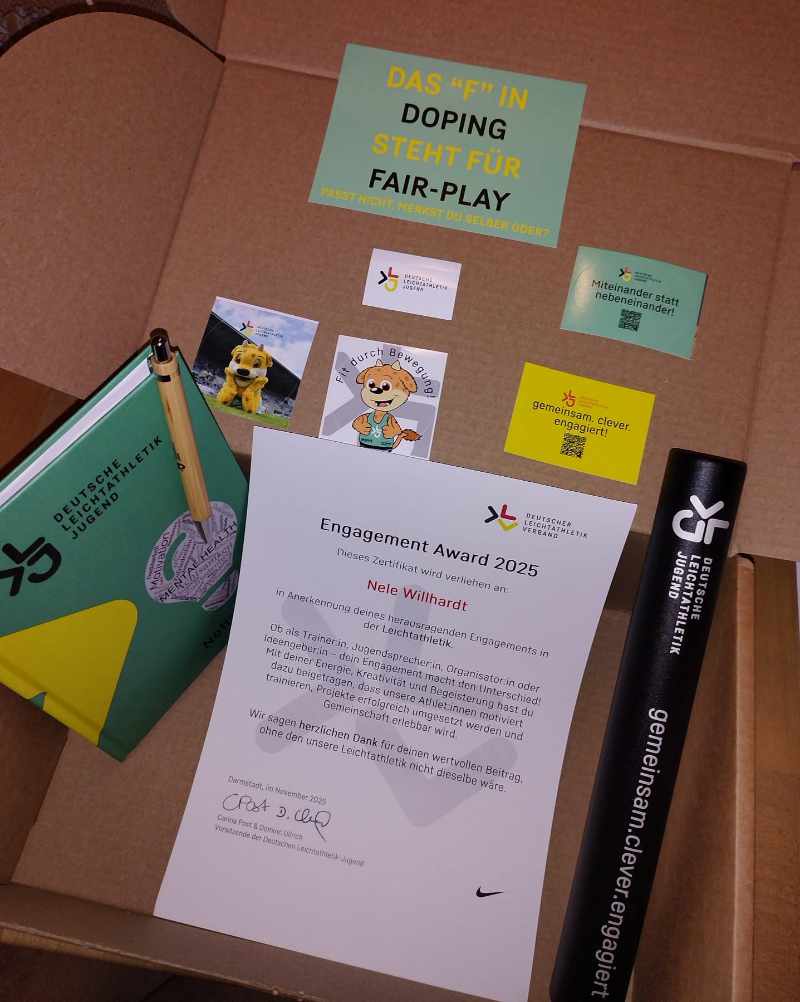 DAS “F” IN
DOPING
STEHT FÜR
FAIR-PLAY
PASST NICHT, MERKST DU SELBER ODER?
DEUTSCHE
LEICHTATHLETIK
JUGEND
DEUTSCHE
LEICHTATHLETIK
JUGEND
Miteinander statt
nebeneinander!
Fit durch Bewegung!
gemeinsam. clever.
engagiert!
DEUTSCHE
LEICHTATHLETIK
JUGEND
Motivation
MENTAL HEALTH
DEUTSCHER
LEICHTATHLETIK
VERBAND
Engagement Award 2025
Dieses Zertifikat wird verliehen an:
Nele Willhardt
in Anerkennung deines herausragenden Engagements in
der Leichtathletik.
Ob als Trainer:in, Jugendsprecher:in, Organisator:in oder
Ideengeber:in – dein Engagement macht den Unterschied!
Mit deiner Energie, Kreativität und Begeisterung hast du
dazu beigetragen, dass unsere Athlet:innen motiviert
trainieren, Projekte erfolgreich umgesetzt werden und
Gemeinschaft erlebbar wird.
Wir sagen herzlichen Dank für deinen wertvollen Beitrag,
ohne den unsere Leichtathletik nicht dieselbe wäre.
Darmstadt, im November 2025
Carina Post & Dominic Ullrich
Vorsitzende der Deutschen Leichtathletik-Jugend
DEUTSCHE
LEICHTATHLETIK
JUGEND
gemeinsam.clever.engagiert